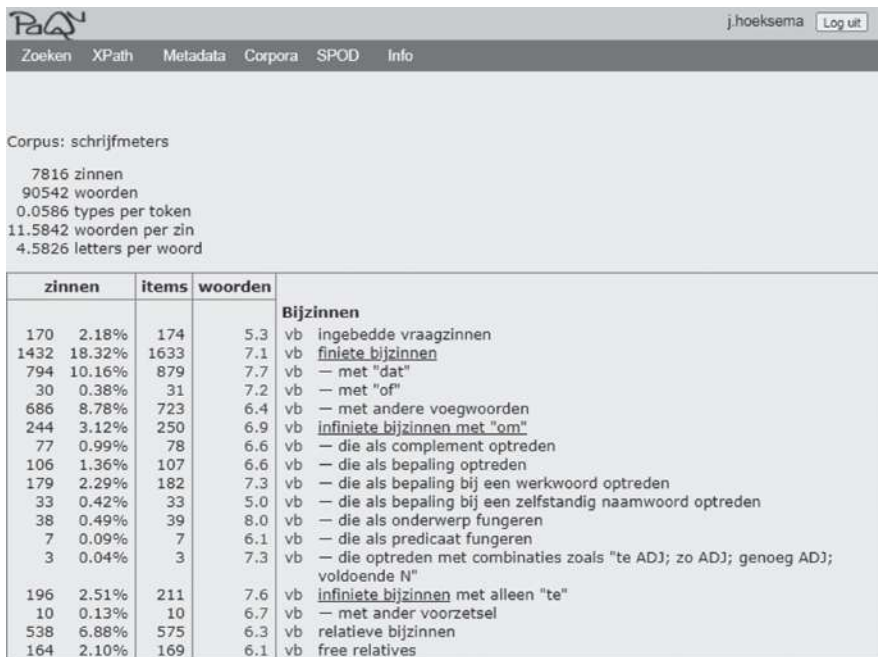 PaQu
j.hoeksema Log uit
Zoeken XPath Metadata Corpora SPOD Info
Corpus: schrijfmeters
7816 zinnen
90542 woorden
0.0586 types per token
11.5842 woorden per zin
4.5826 letters per woord
zinnen items woorden
Bijzinnen
170 2.18% 174 5.3 vb ingebedde vraagzinnen
1432 18.32% 1633 7.1 vb finiete bijzinnen
794 10.16% 879 7.7 vb — met "dat"
30 0.38% 31 7.2 vb — met "of"
686 8.78% 723 6.4 vb — met andere voegwoorden
244 3.12% 250 6.9 vb infiniete bijzinnen met "om"
77 0.99% 78 6.6 vb — die als complement optreden
106 1.36% 107 6.6 vb — die als bepaling optreden
179 2.29% 182 7.3 vb — die als bepaling bij een werkwoord optreden
33 0.42% 33 5.0 vb — die als bepaling bij een zelfstandig naamwoord optreden
38 0.49% 39 8.0 vb — die als onderwerp fungeren
7 0.09% 7 6.1 vb — die als predicaat fungeren
3 0.04% 3 7.3 vb — die optreden met combinaties zoals "te ADJ; zo ADJ; genoeg ADJ;
voldoende N"
196 2.51% 211 7.6 vb infiniete bijzinnen met alleen "te"
10 0.13% 10 6.7 vb — met ander voorzetsel
538 6.88% 575 6.3 vb relatieve bijzinnen
164 2.10% 169 6.1 vb free relatives